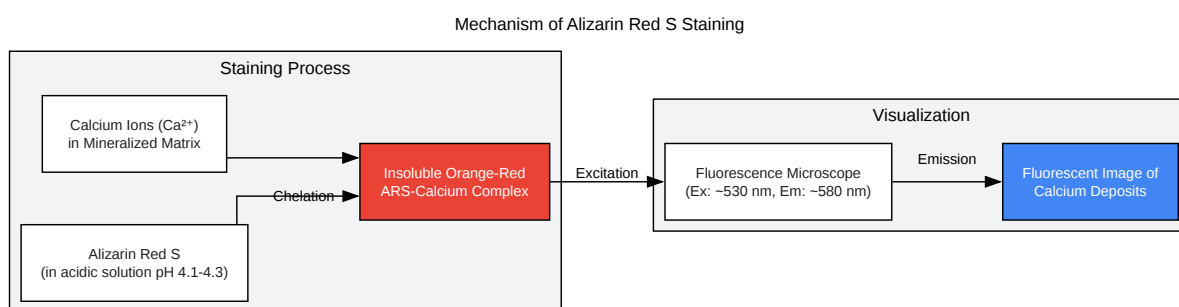 Mechanism of Alizarin Red S Staining
Staining Process
Calcium Ions (Ca²⁺)
in Mineralized Matrix
Chelation
Alizarin Red S
(in acidic solution pH 4.1-4.3)
Insoluble Orange-Red
ARS-Calcium Complex
Excitation
Visualization
Fluorescence Microscope
(Ex: ~530 nm, Em: ~580 nm)
Emission
Fluorescent Image of
Calcium Deposits